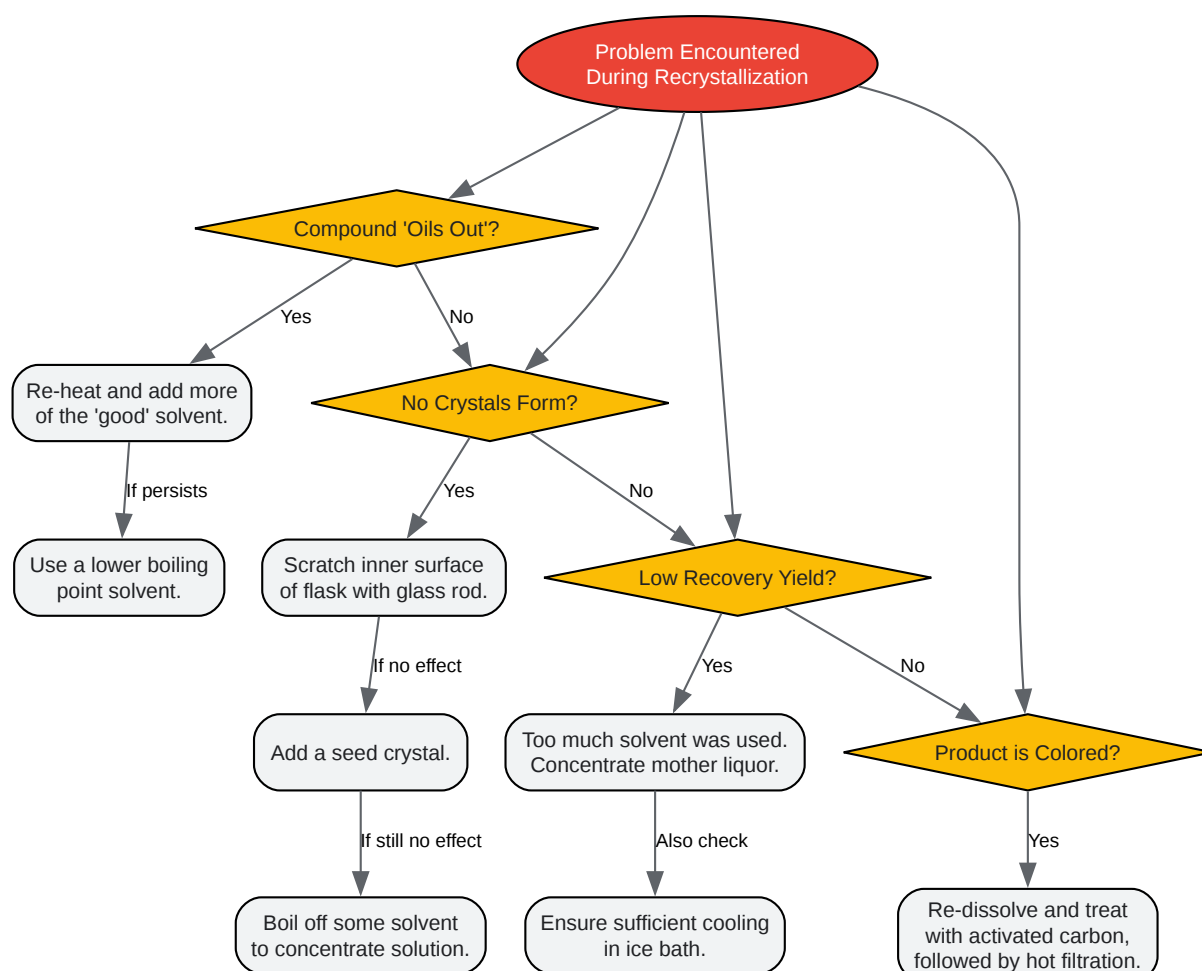 Problem Encountered
During Recrystallization
Compound 'Oils Out'?
Yes
No
Re-heat and add more
of the 'good' solvent.
No Crystals Form?
If persists
Yes
No
Use a lower boiling
point solvent.
Scratch inner surface
of flask with glass rod.
Low Recovery Yield?
If no effect
Yes
No
Add a seed crystal.
Too much solvent was used.
Concentrate mother liquor.
Product is Colored?
If still no effect
Also check
Yes
Boil off some solvent
to concentrate solution.
Ensure sufficient cooling
in ice bath.
Re-dissolve and treat
with activated carbon,
followed by hot filtration.